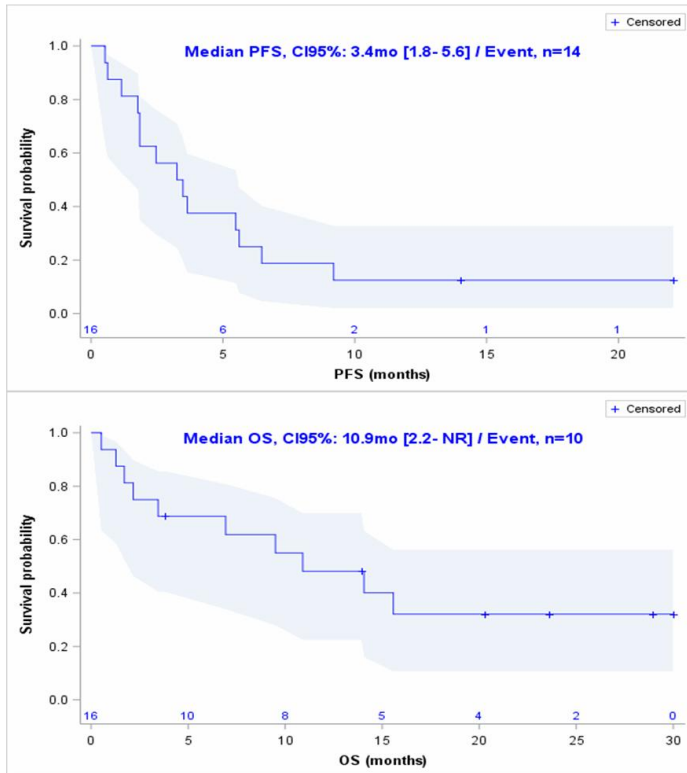 + Censored
Median PFS, CI95%: 3.4mo [1.8- 5.6] / Event, n=14
Survival probability
1.0
0.8
0.6
0.4
0.2
0.0
16 6 2 1 1
0 5 10 15 20
PFS (months)
+ Censored
Median OS, CI95%: 10.9mo [2.2- NR] / Event, n=10
Survival probability
1.0
0.8
0.6
0.4
0.2
0.0
16 10 8 5 4 2 0
0 5 10 15 20 25 30
OS (months)